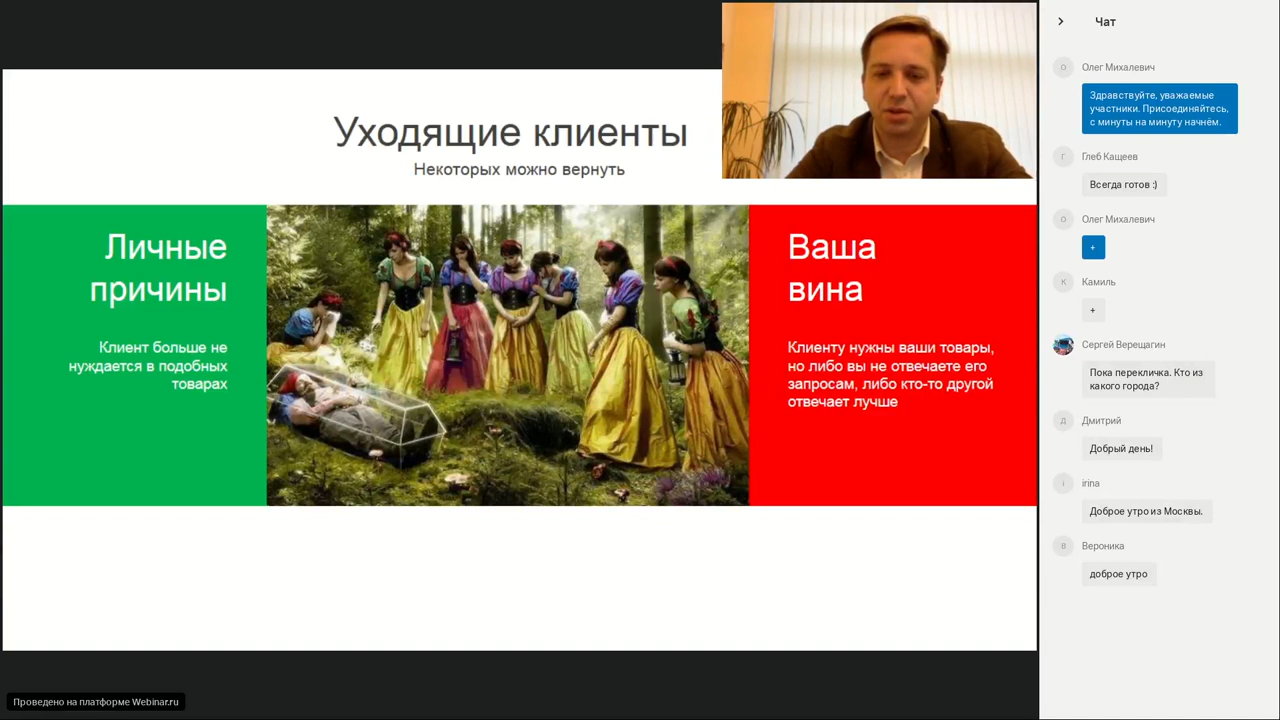 Уходящие клиенты
Некоторых можно вернуть
Личные
причины
Клиент больше не
нуждается в подобных
товарах
Ваша
вина
Клиенту нужны ваши товары,
но либо вы не отвечаете его
запросам, либо кто-то другой
отвечает лучше
Проведено на платформе Webinar.ru
Чат
О
Олег Михалевич
Здравствуйте, уважаемые
участники. Присоединяйтесь,
с минуты на минуту начнём.
Г
Глеб Кащеев
Всегда готов :)
О
Олег Михалевич
+
К
Камиль
+
Сергей Верещагин
Пока перекличка. Кто из
какого города?
Д
Дмитрий
Добрый день!
i
irina
Доброе утро из Москвы.
В
Вероника
доброе утро